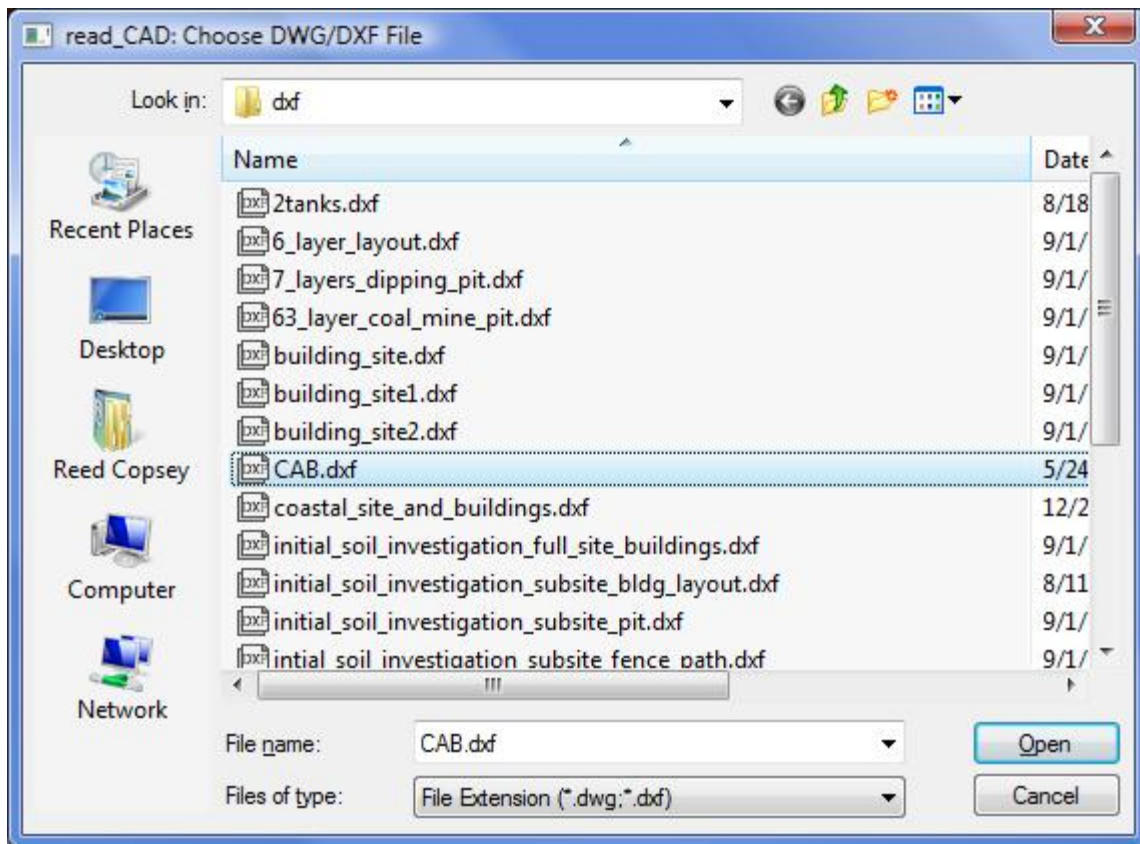 read_CAD: Choose DWG/DXF File
Look in: dxf
Name Date
2tanks.dxf 8/18
6_layer_layout.dxf 9/1/
7_layers_dipping_pit.dxf 9/1/
63_layer_coal_mine_pit.dxf 9/1/
building_site.dxf 9/1/
building_site1.dxf 9/1/
building_site2.dxf 9/1/
CAB.dxf 5/24
coastal_site_and_buildings.dxf 12/2
initial_soil_investigation_full_site_buildings.dxf 9/1/
initial_soil_investigation_subsite_bldg_layout.dxf 8/11
initial_soil_investigation_subsite_pit.dxf 9/1/
intial_soil_investigation_subsite_fence_path.dxf 9/1/
Recent Places
Desktop
Reed Copsey
Computer
Network
File name: CAB.dxf Open
Files of type: File Extension (*.dwg;*.dxf) Cancel